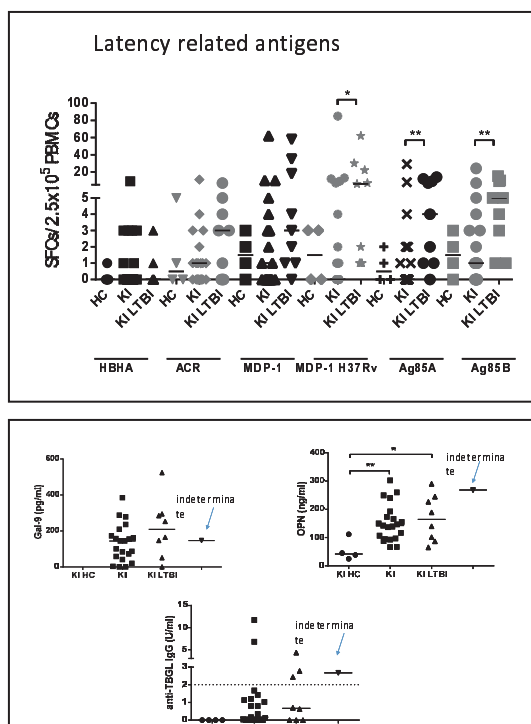 Latency related antigens
SFOs/ 2.5x10⁵ PBMCs
100
80
60
40
20
5
4
3
2
1
0
*
**
**
HC KI KI LTBI HC KI KI LTBI HC KI KI LTBI HC KI KI LTBI HC KI KI LTBI HC KI KI LTBI
HBHA ACR MDP-1 MDP-1 H37Rv Ag85A Ag85B
Gal-9 (pg/ml)
600
400
200
0
indetermina
te
KI HC KI KI LTBI
OPN (ng/ml)
400
300
200
100
0
**
*
indetermina
te
KI HC KI KI LTBI
anti-TBGL IgG (U/ml)
15
10
5
3
2
1
0
indetermina
te